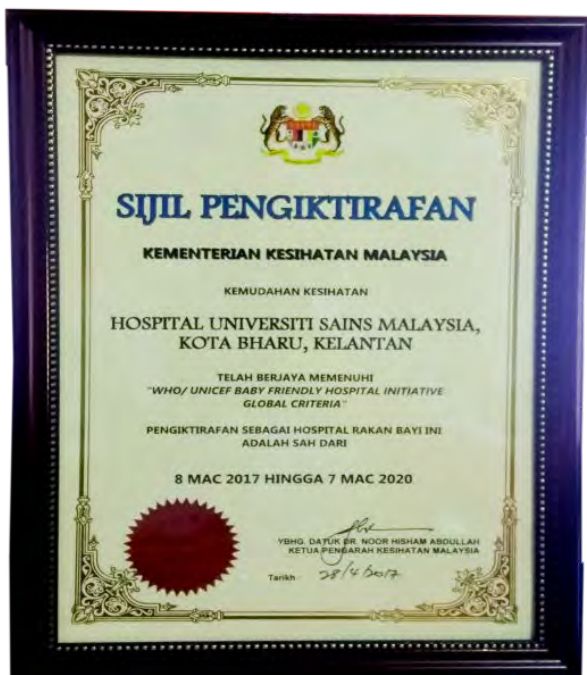 SIJIL PENGIKTIRAFAN
KEMENTERIAN KESIHATAN MALAYSIA
KEMUDAHAN KESIHATAN
HOSPITAL UNIVERSITI SAINS MALAYSIA,
KOTA BHARU, KELANTAN
TELAH BERJAYA MEMENUHI
"WHO/ UNICEF BABY FRIENDLY HOSPITAL INITIATIVE
GLOBAL CRITERIA"
PENGIKTIRAFAN SEBAGAI HOSPITAL RAKAN BAYI INI
ADALAH SAH DARI
8 MAC 2017 HINGGA 7 MAC 2020
YBHG. DATUK DR. NOOR HISHAM ABDULLAH
KETUA PENGARAH KESIHATAN MALAYSIA
Tarikh 28/4/2017